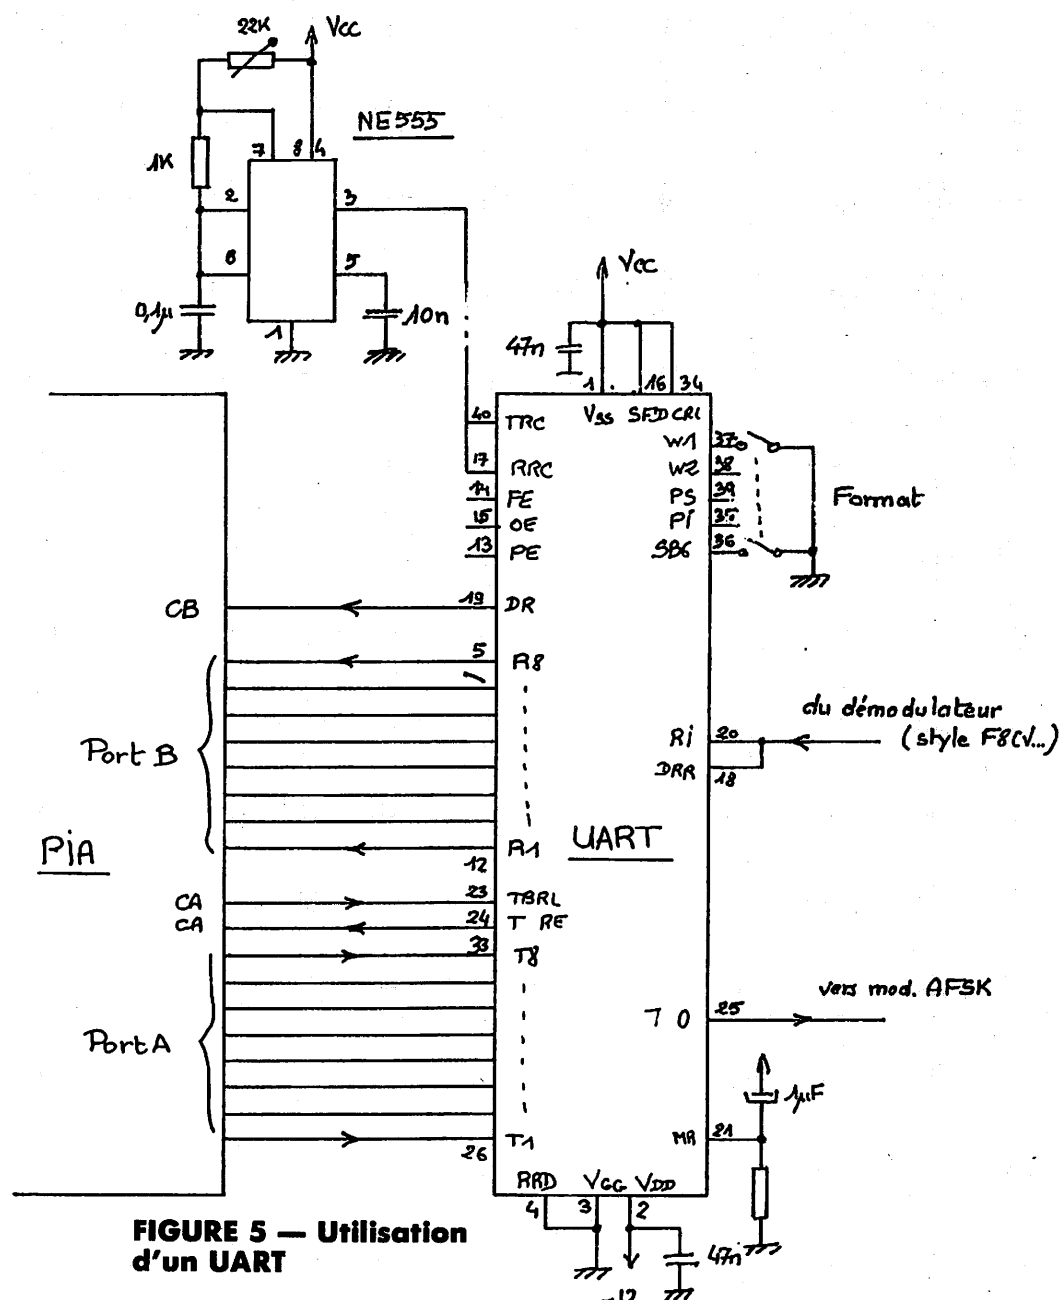 22K
Vcc
NE555
1K
7
8
4
2
3
6
5
0,1µ
1
10n
Vcc
47n
1
16
34
40
TRC
Vss
SFD
CRL
W1
37
17
RRC
W2
38
14
FE
PS
39
Format
15
OE
Pi
35
13
PE
SBS
36
CB
19
DR
5
R8
du démodulateur
(style F8CV...)
Port B
Ri
20
DRR
18
PiA
UART
12
R1
CA
23
TBRL
CA
24
T RE
33
T8
vers mod. AFSK
T O
25
Port A
1µF
26
T1
MR
21
RRD
VGG
VDD
4
3
2
FIGURE 5 — Utilisation
d'un UART
47n
-12